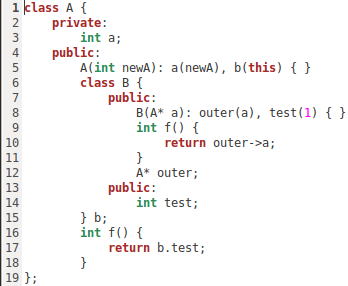 1 class A {
2     private:
3         int a;
4     public:
5         A(int newA): a(newA), b(this) { }
6         class B {
7             public:
8                 B(A* a): outer(a), test(1) { }
9                 int f() {
10                     return outer->a;
11                 }
12                 A* outer;
13             public:
14                 int test;
15         } b;
16         int f() {
17             return b.test;
18         }
19 };